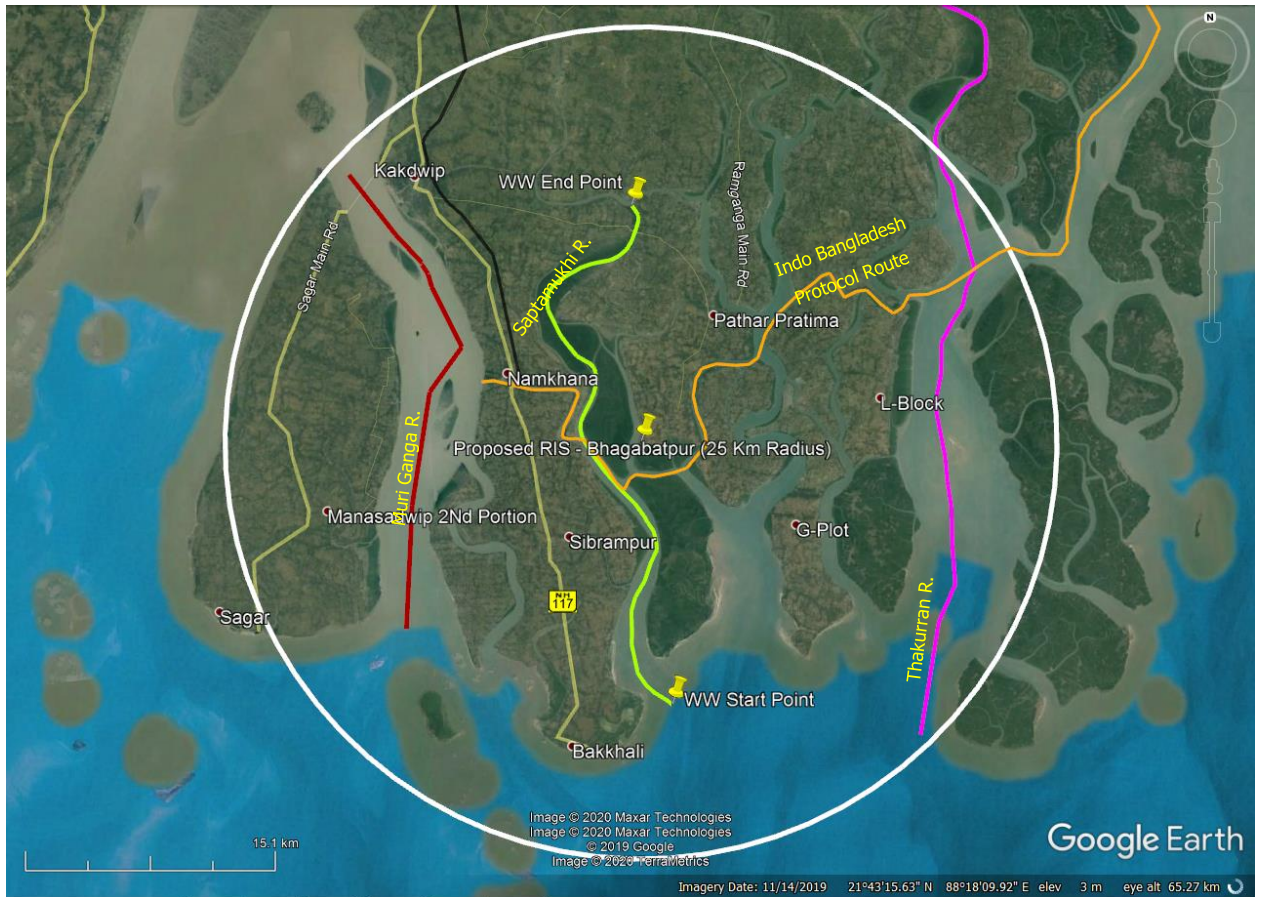 N
Kakdwip
WW End Point
Sagar Main Rd
Ramganga Main Rd
Saptamukhi R.
Indo Bangladesh
Protocol Route
Pathar Pratima
Namkhana
L-Block
Muri Ganga R.
Proposed RIS - Bhagabatpur (25 Km Radius)
Manasadwip 2Nd Portion
G-Plot
Sibrampur
NH
117
Thakurran R.
Sagar
WW Start Point
Bakkhali
Image © 2020 Maxar Technologies
Image © 2020 Maxar Technologies
© 2019 Google
Image © 2020 TerraMetrics
15.1 km
Google Earth
Imagery Date: 11/14/2019 21°43'15.63" N 88°18'09.92" E elev 3 m eye alt 65.27 km